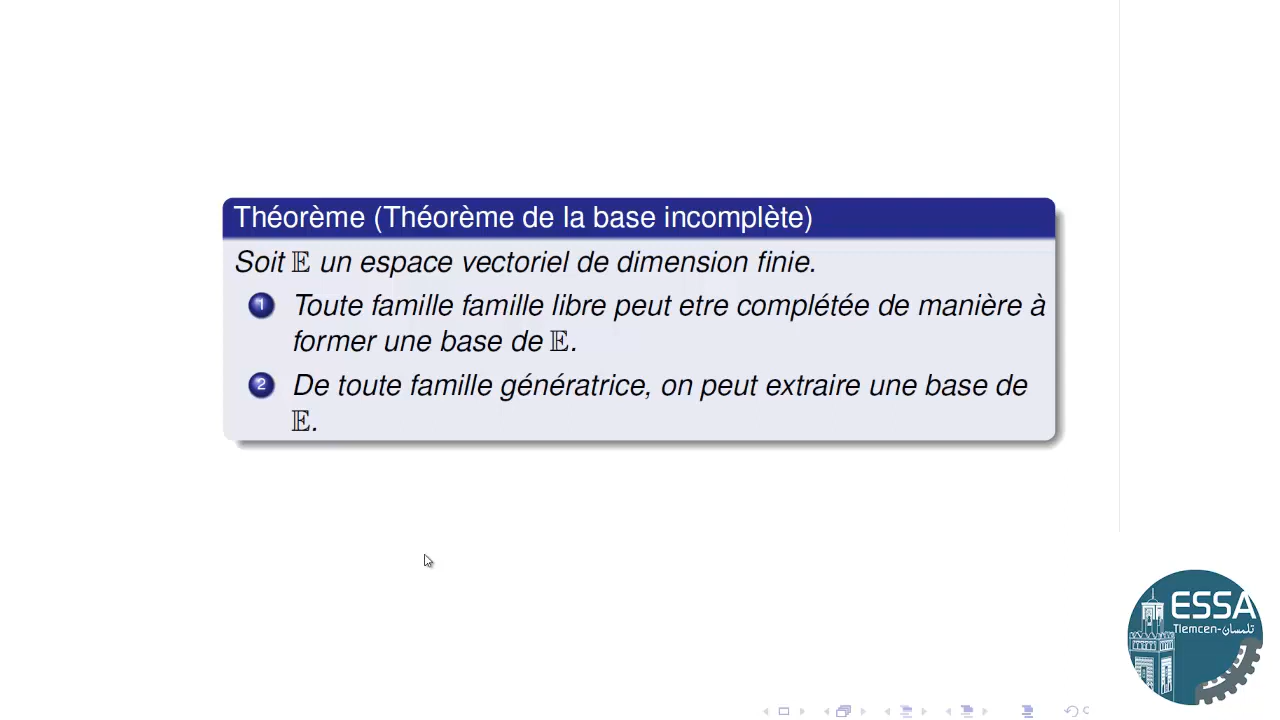 Théorème (Théorème de la base incomplète)
Soit 𝔼 un espace vectoriel de dimension finie.
1 Toute famille famille libre peut etre complétée de manière à
former une base de 𝔼.
2 De toute famille génératrice, on peut extraire une base de
𝔼.
ESSA
Tlemcen-تلمسان